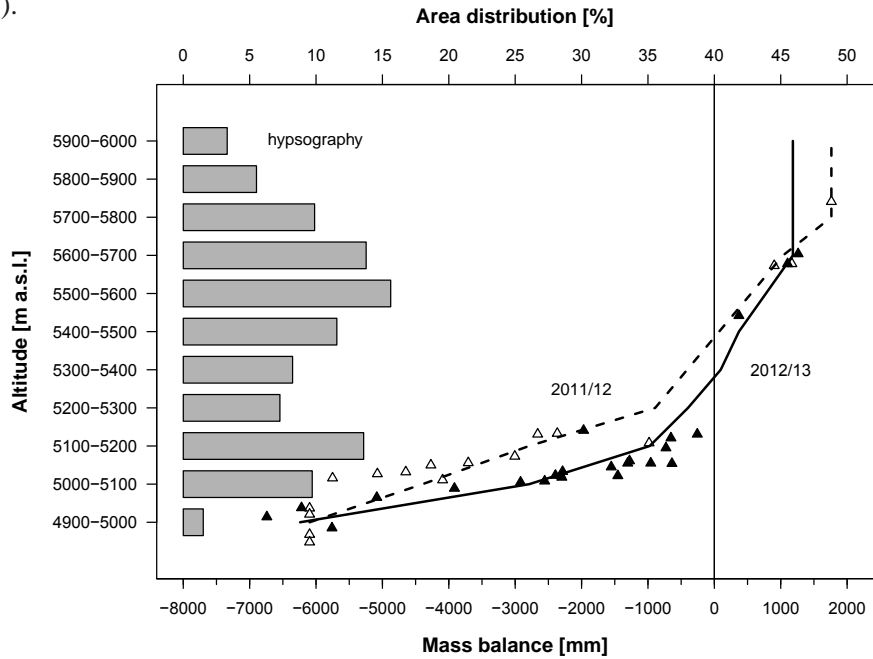 ).
Area distribution [%]
0 5 10 15 20 25 30 35 40 45 50
Altitude [m a.s.l.]
5900−6000
hypsography
5800−5900
5700−5800
5600−5700
5500−5600
5400−5500
5300−5400
2012/13
2011/12
5200−5300
5100−5200
5000−5100
4900−5000
−8000 −7000 −6000 −5000 −4000 −3000 −2000 −1000 0 1000 2000
Mass balance [mm]